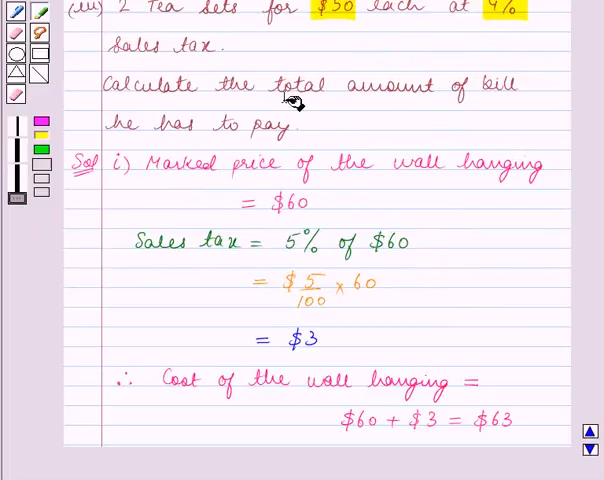 (iii) 2 Tea sets for $50 each at 4%
Sales tax.
Calculate the total amount of bill
he has to pay.
Sol i) Marked price of the wall hanging
= $60
Sales tax = 5% of $60
= $ 5/100 × 60
= $3
∴ Cost of the wall hanging =
$60 + $3 = $63